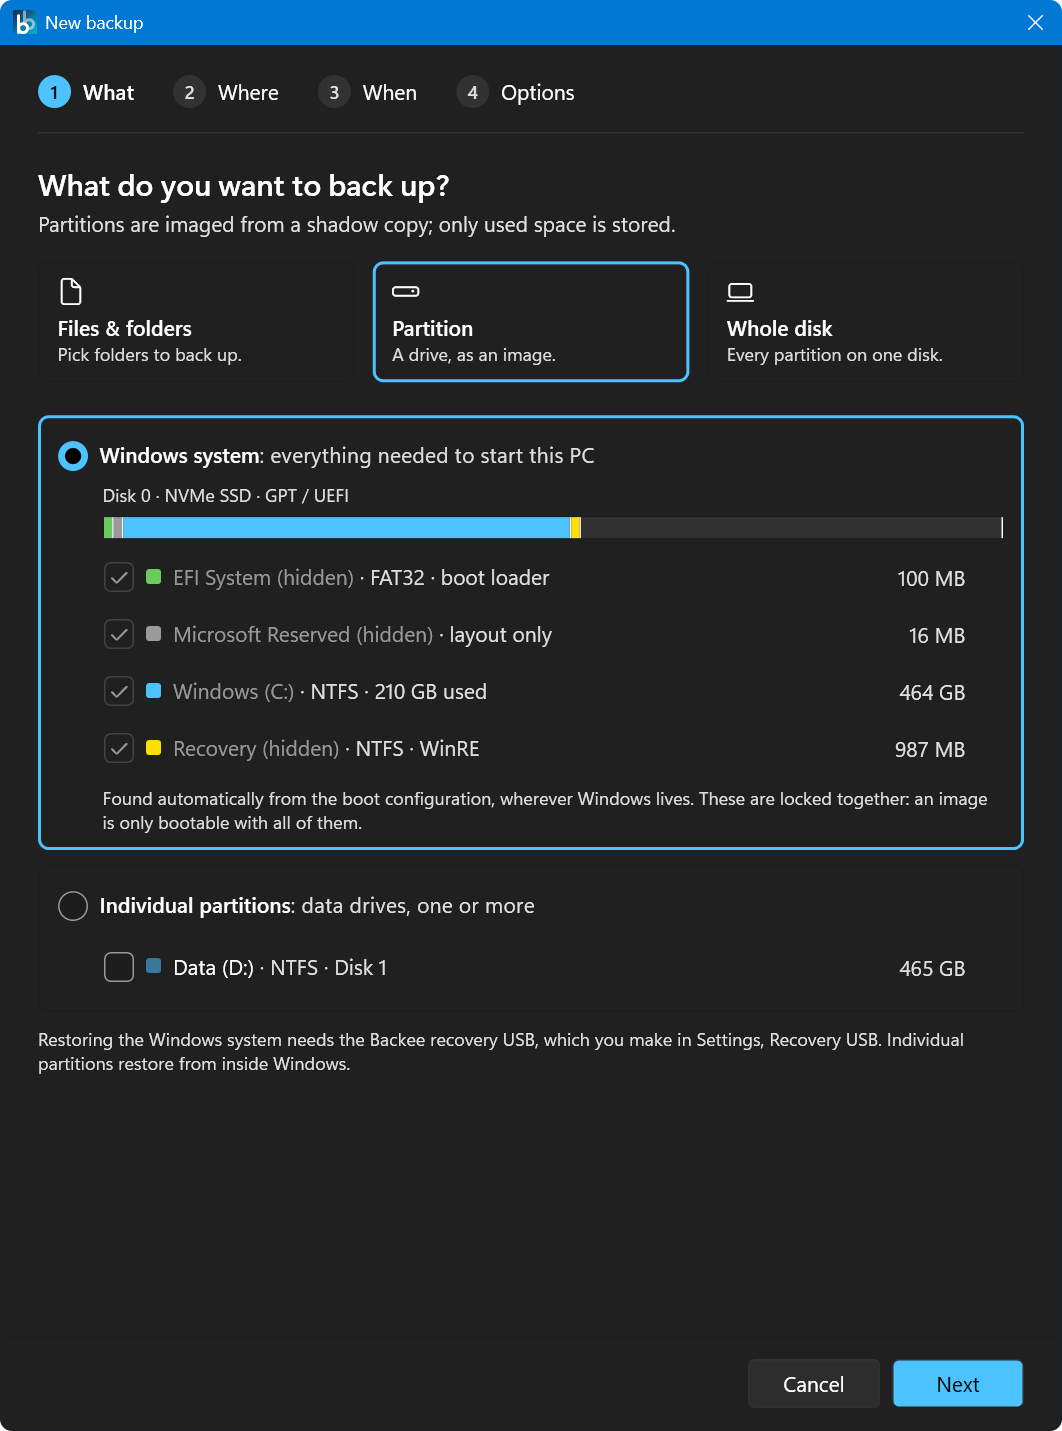 New backup
1 What 2 Where 3 When 4 Options
What do you want to back up?
Partitions are imaged from a shadow copy; only used space is stored.
Files & folders
Pick folders to back up.
Partition
A drive, as an image.
Whole disk
Every partition on one disk.
Windows system: everything needed to start this PC
Disk 0 · NVMe SSD · GPT / UEFI
EFI System (hidden) · FAT32 · boot loader 100 MB
Microsoft Reserved (hidden) · layout only 16 MB
Windows (C:) · NTFS · 210 GB used 464 GB
Recovery (hidden) · NTFS · WinRE 987 MB
Found automatically from the boot configuration, wherever Windows lives. These are locked together: an image
is only bootable with all of them.
Individual partitions: data drives, one or more
Data (D:) · NTFS · Disk 1 465 GB
Restoring the Windows system needs the Backee recovery USB, which you make in Settings, Recovery USB. Individual
partitions restore from inside Windows.
Cancel Next